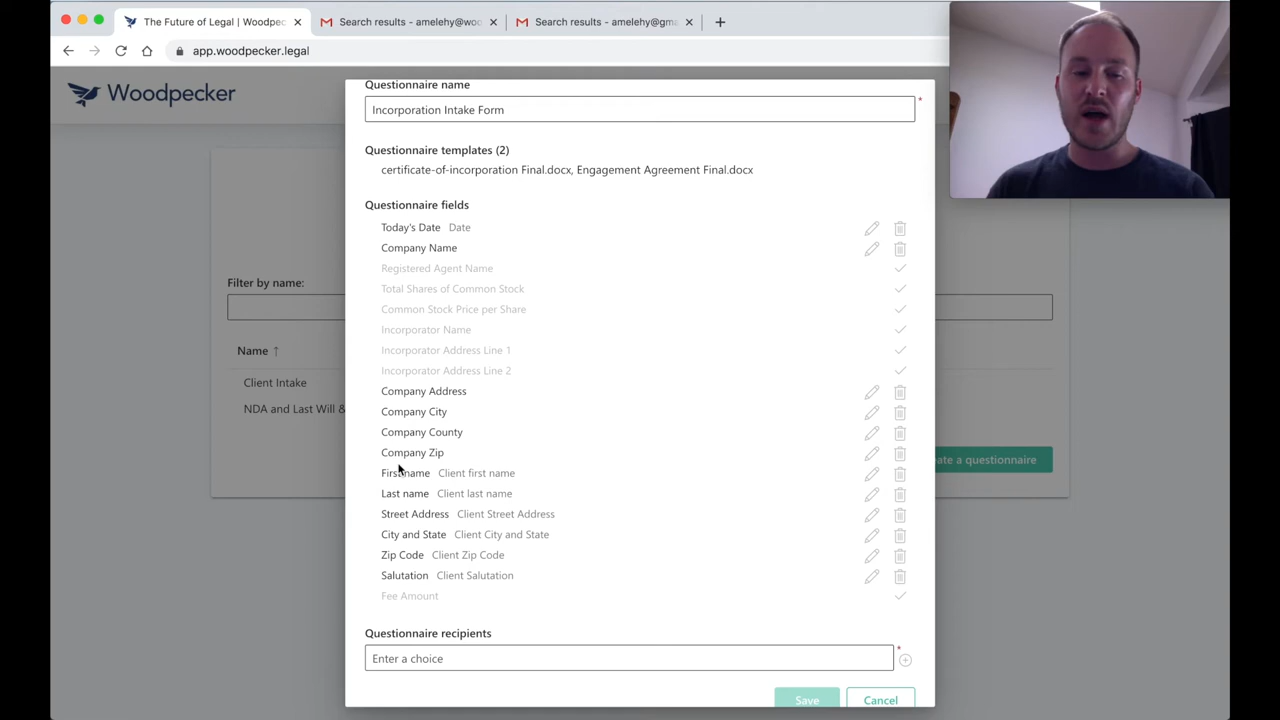 The Future of Legal | Woodpec
Search results - amelehy@woo
Search results - amelehy@gma
app.woodpecker.legal
Woodpecker
Questionnaire name
Incorporation Intake Form
*
Questionnaire templates (2)
certificate-of-incorporation Final.docx, Engagement Agreement Final.docx
Questionnaire fields
Today's Date Date
Company Name
Registered Agent Name
Total Shares of Common Stock
Common Stock Price per Share
Incorporator Name
Incorporator Address Line 1
Incorporator Address Line 2
Company Address
Company City
Company County
Company Zip
First name Client first name
Last name Client last name
Street Address Client Street Address
City and State Client City and State
Zip Code Client Zip Code
Salutation Client Salutation
Fee Amount
Questionnaire recipients
Enter a choice
*
Save Cancel
Filter by name:
Name ↑
Client Intake
NDA and Last Will &
a questionnaire